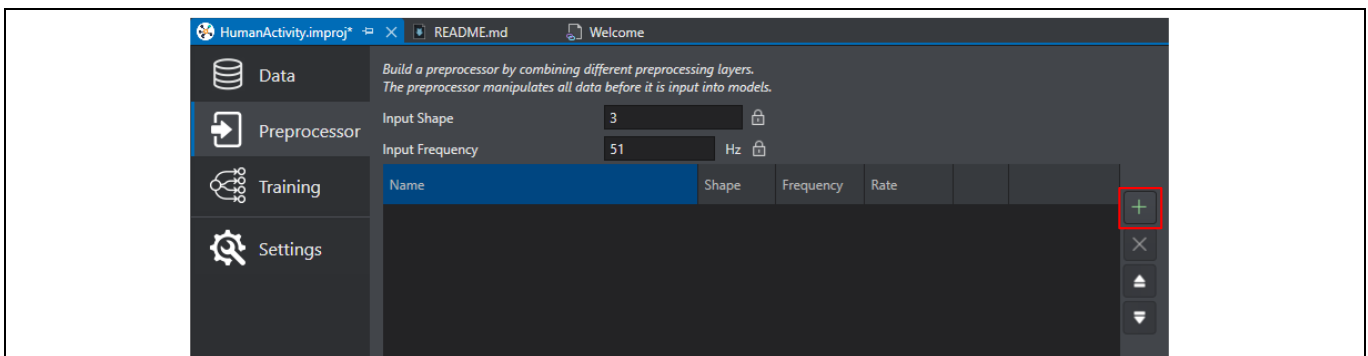 HumanActivity.improj*
README.md
Welcome
Data
Preprocessor
Training
Settings
Build a preprocessor by combining different preprocessing layers.
The preprocessor manipulates all data before it is input into models.
Input Shape 3
Input Frequency 51 Hz
Name Shape Frequency Rate